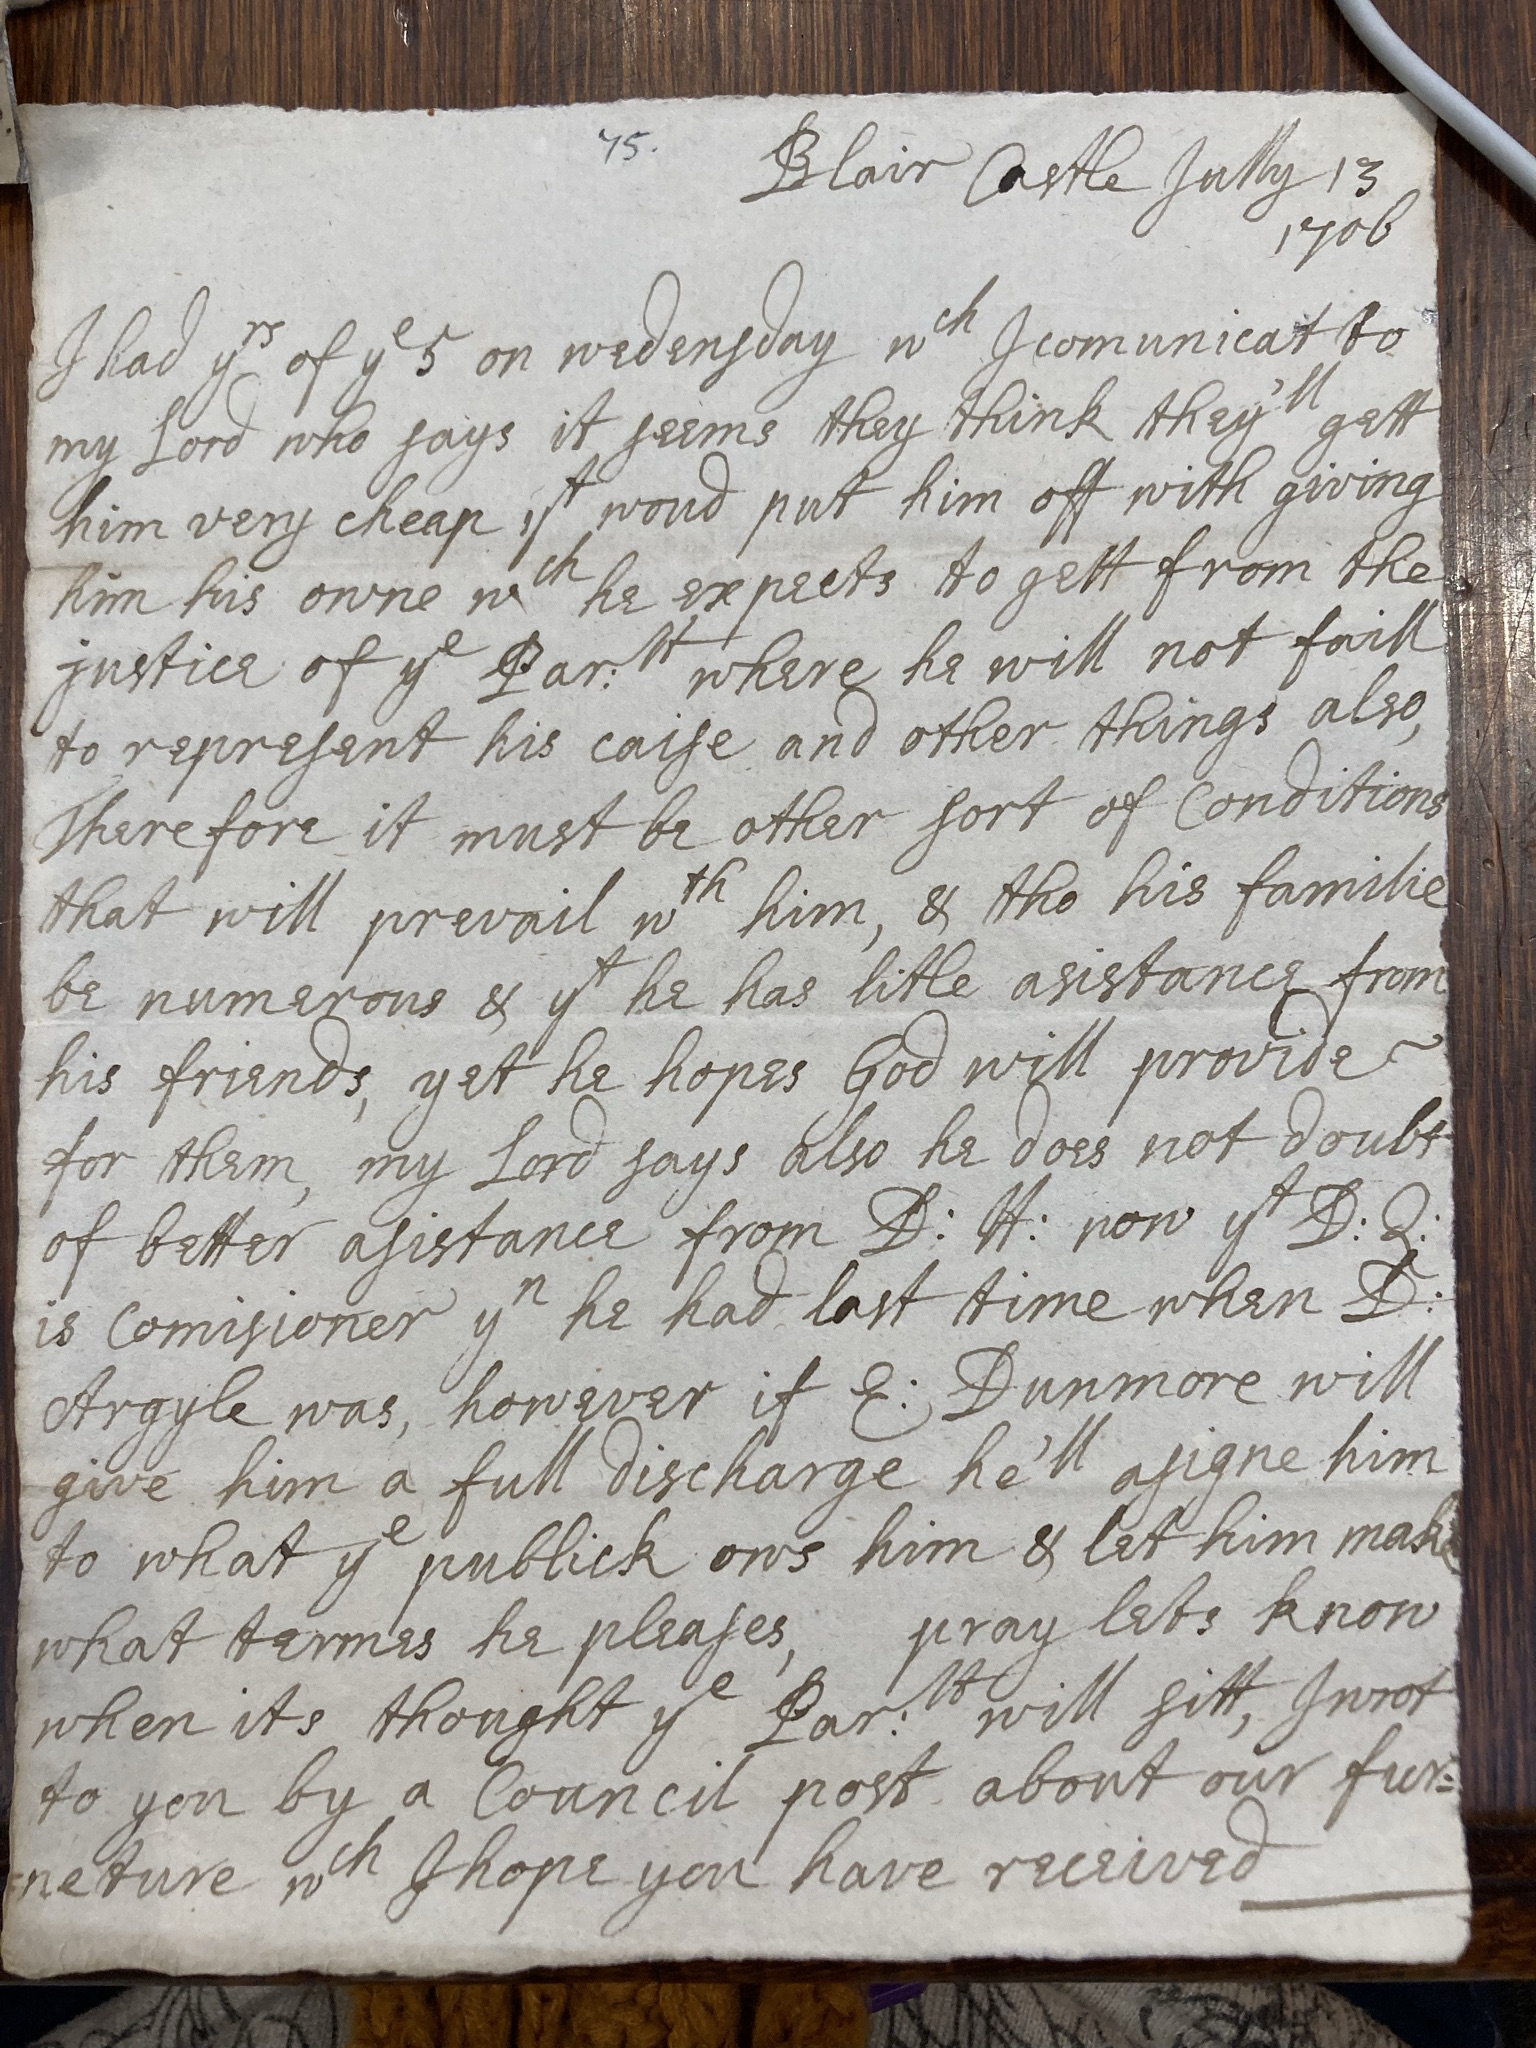 75.
Blair Castle Jully 13
1706
I had yrs of ye 5 on wedensday wch I comunicat to
my Lord who says it seems they think they'll gett
him very cheap yt woud put him off with giving
him his owne wch he expects to gett from the
justice of ye Par:lt where he will not faill
to represent his caise and other things also,
Therefore it must be other sort of Conditions
that will prevail wth him, & tho his familie
be numerous & yt he has litle asistance from
his friends, yet he hopes God will provide
for them, my Lord says also he does not doubt
of better asistance from D: H: now yt D: Q:
is Comisioner yn he had last time when D:
Argyle was, however if E: Dunmore will
give him a full discharge he'll asigne him
to what ye publick ows him & let him make
what termes he pleases, pray lets know
when its thought ye Par:lt will sitt, I wrot
to you by a Council post about our fur=
=neture wch I hope you have received